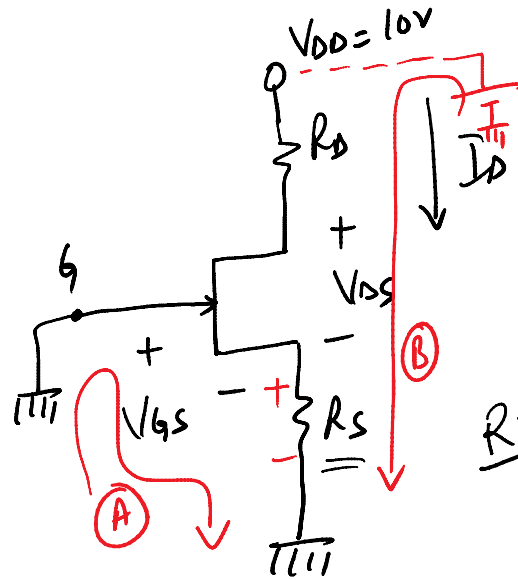 VDD = 10V
RD
ID
+
G
VDS
+
-
-
+
B
VGS
RS
-
R
A